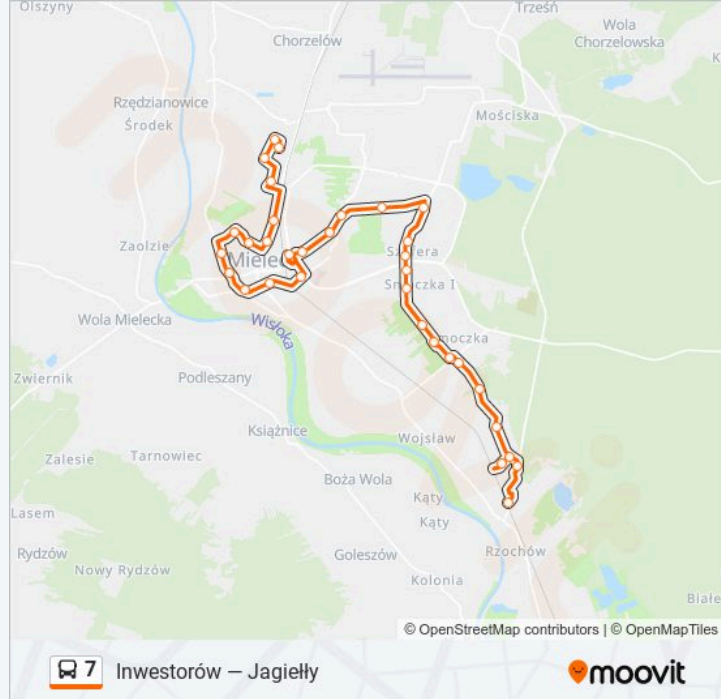 Olszyny
Trześń
Wola
Chorzelowska
Chorzelów
Rzędzianowice
Środek
Mościska
Zaolzie
Mielec
Szafera
Smoczka I
Wola Mielecka
Wisłoka
Smoczka
Zwiernik
Podleszany
Książnice
Wojsław
Zalesie
Tarnowiec
Boża Wola
Kąty
Kąty
Lasem
Rydzów
Goleszów
Rzochów
Nowy Rydzów
Kolonia
Białe
© OpenStreetMap contributors | © OpenMapTiles
7 Inwestorów — Jagiełły
moovit